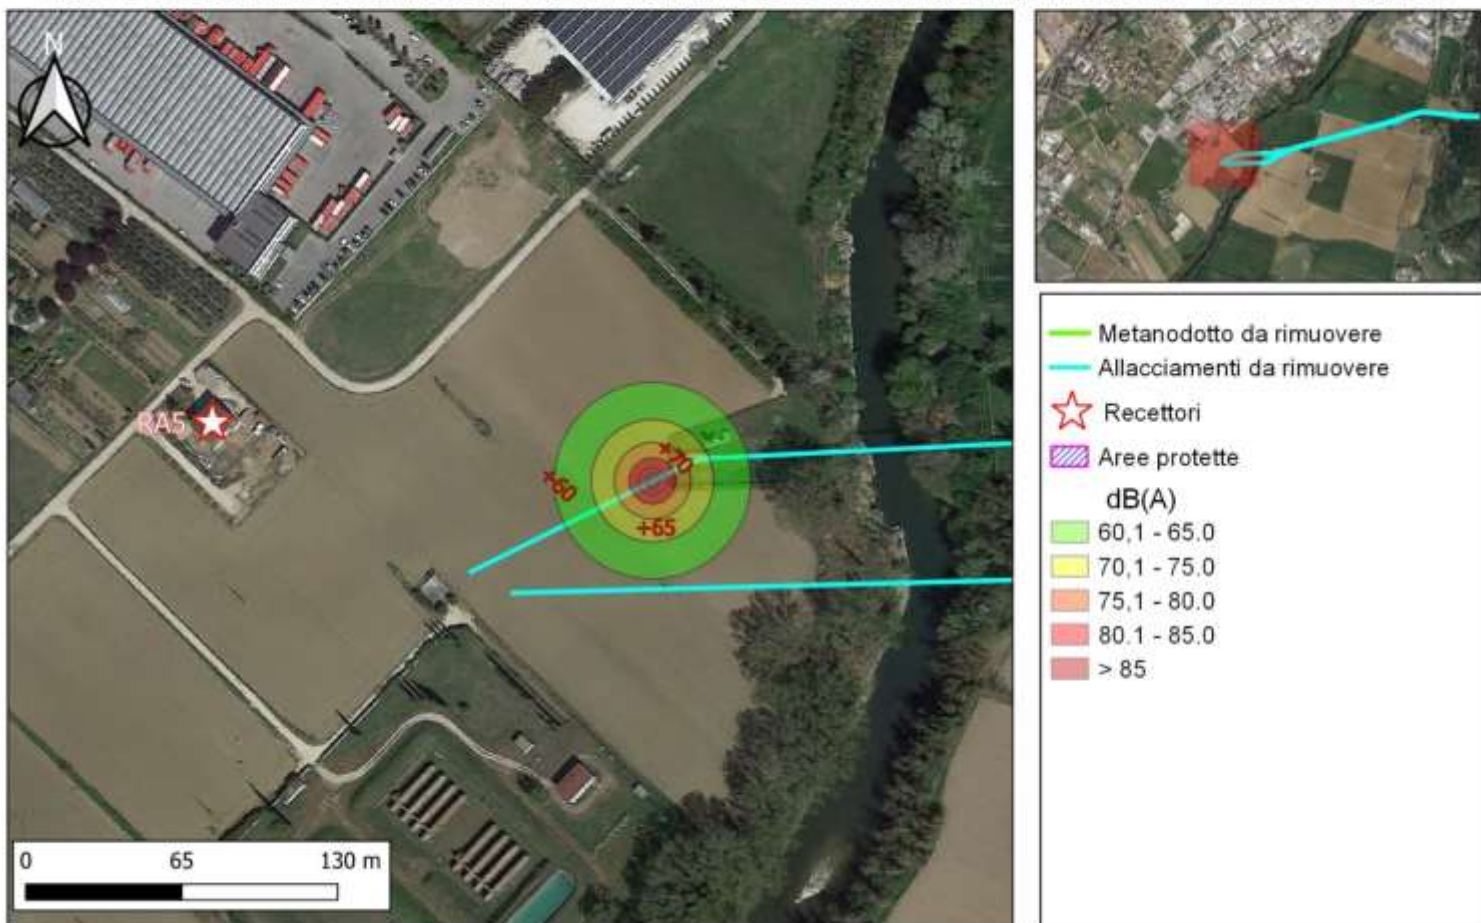 N
RA5
+60
+70
+65
0 65 130 m
Metanodotto da rimuovere
Allacciamenti da rimuovere
Recettori
Aree protette
dB(A)
60,1 - 65.0
70,1 - 75.0
75,1 - 80.0
80.1 - 85.0
> 85